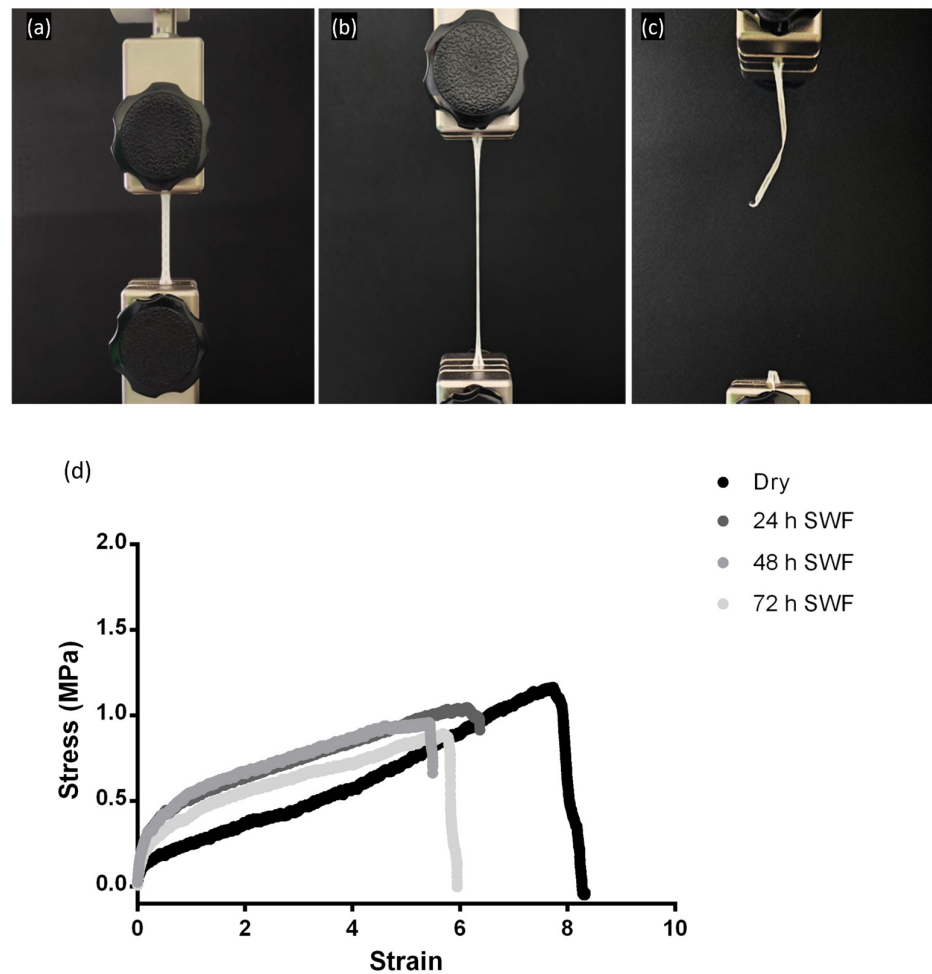 (a)
(b)
(c)
(d)
Dry
24 h SWF
48 h SWF
72 h SWF
Stress (MPa)
2.0
1.5
1.0
0.5
0.0
0 2 4 6 8 10
Strain